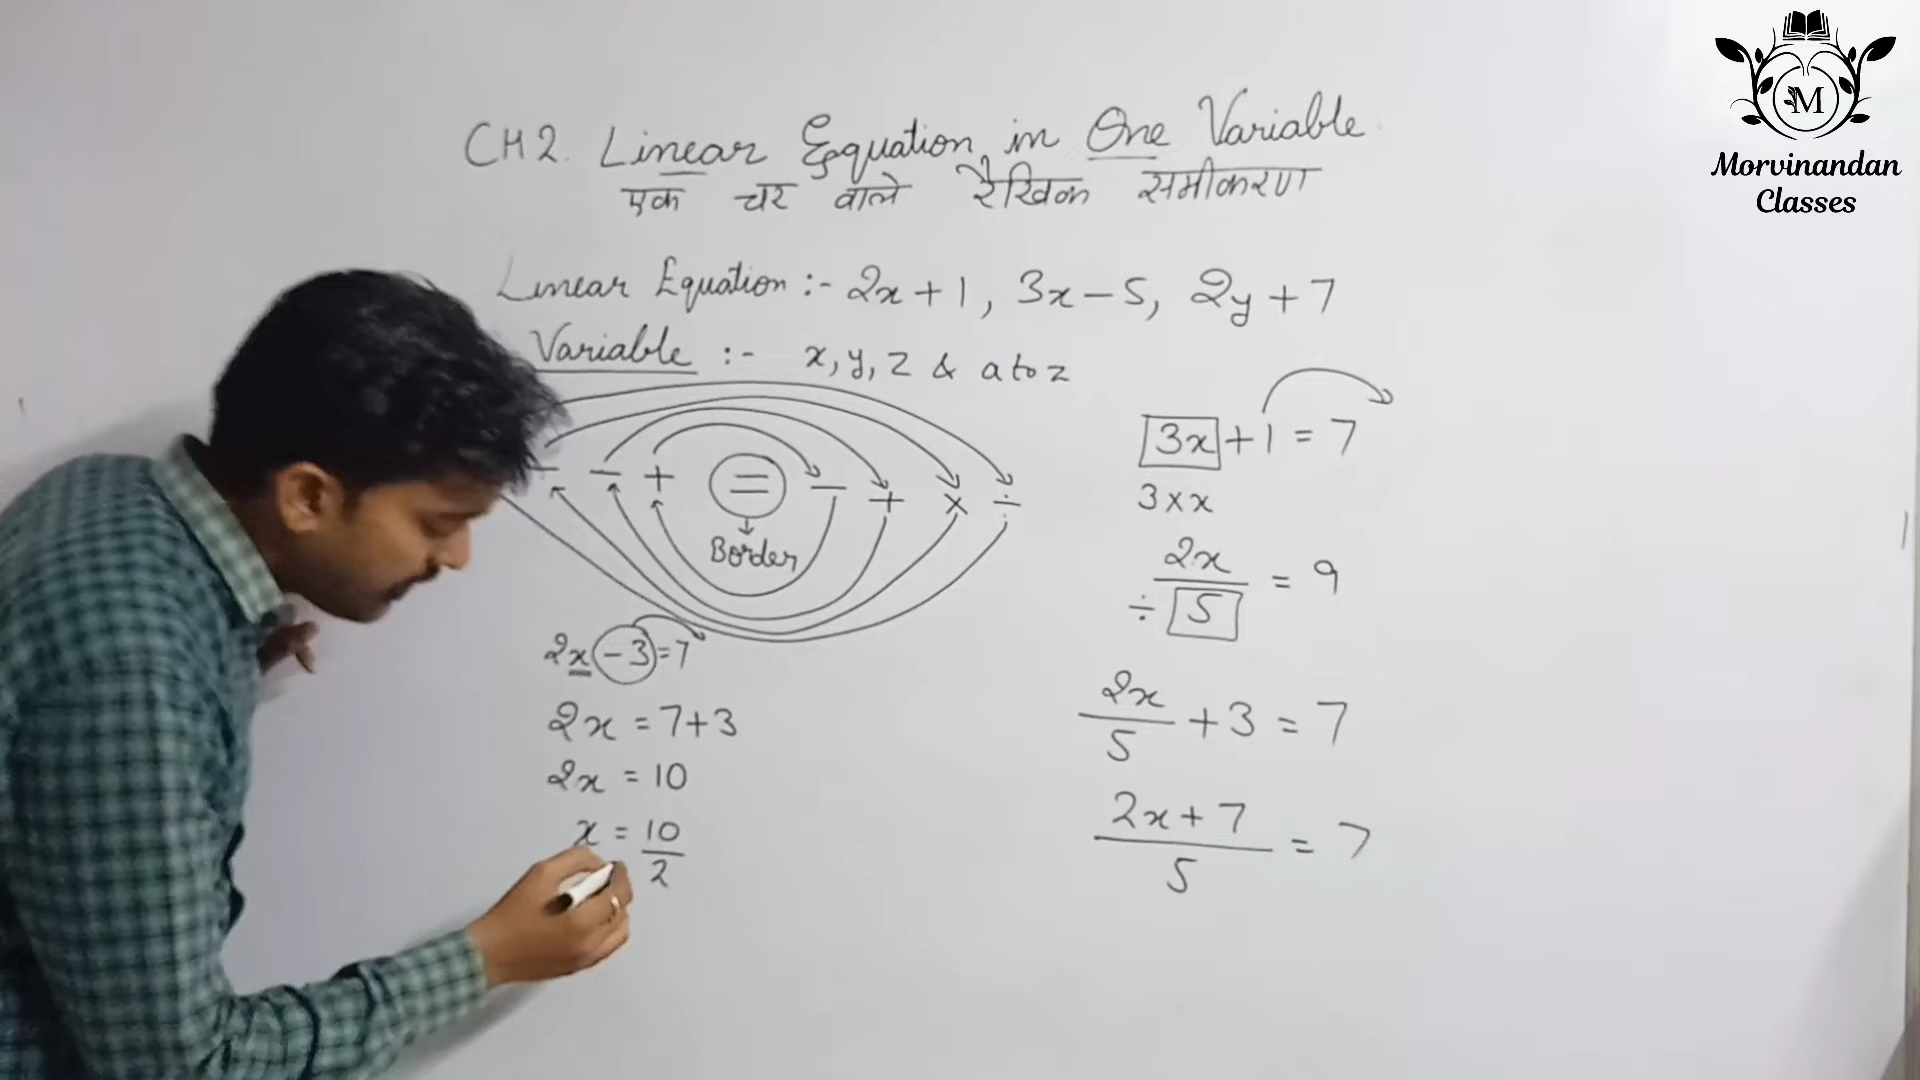 M
Morvinandan
Classes
CH2. Linear Equation in One Variable
एक चर वाले रैखिक समीकरण
Linear Equation :- 2x+1, 3x-5, 2y+7
Variable :- x, y, z & a to z
- - + = - + × ÷
Border
2x-3=7
2x = 7+3
2x = 10
x = 10/2
3x+1 = 7
3×x
2x/5 = 9
÷
2x/5 + 3 = 7
2x+7/5 = 7